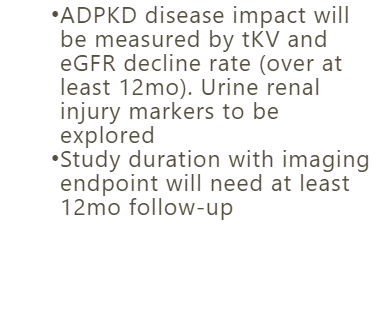 •ADPKD disease impact will
be measured by tKV and
eGFR decline rate (over at
least 12mo). Urine renal
injury markers to be
explored
•Study duration with imaging
endpoint will need at least
12mo follow-up